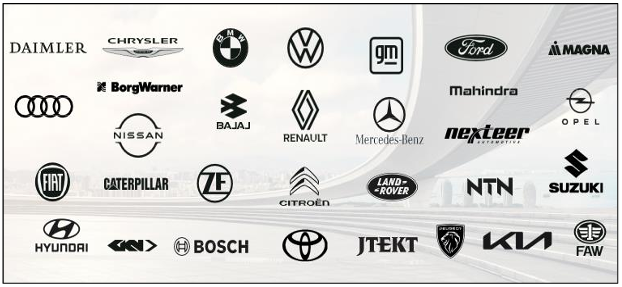 DAIMLER
CHRYSLER
BMW
gm
Ford
MAGNA
BorgWarner
BAJAJ
RENAULT
Mercedes-Benz
Mahindra
OPEL
NISSAN
nexteer
AUTOMOTIVE
FIAT
CATERPILLAR
ZF
CITROËN
LAND-
ROVER
NTN
SUZUKI
HYUNDAI
GKN
BOSCH
JTEKT
PEUGEOT
KIA
FAW